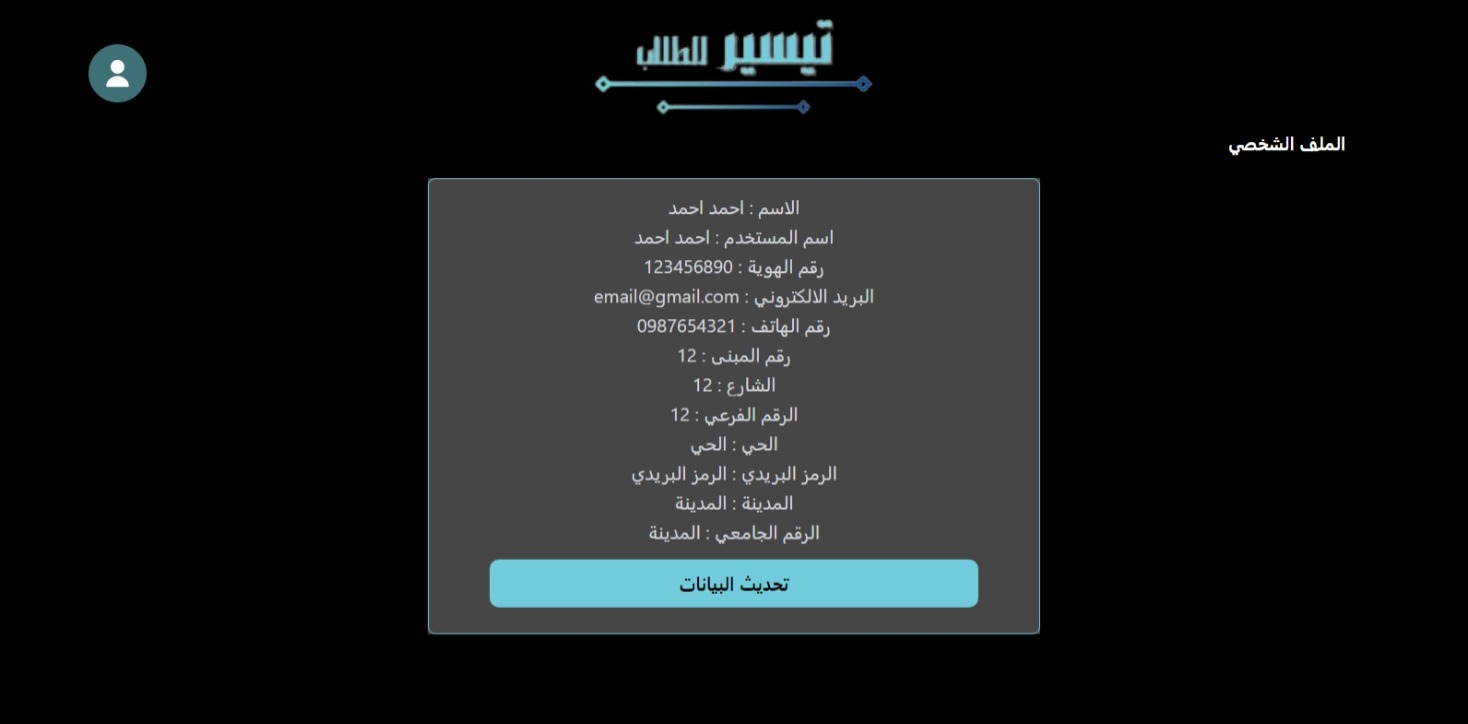 تيسير للطلاب
الملف الشخصي
الاسم : احمد احمد
اسم المستخدم : احمد احمد
رقم الهوية : 123456890
البريد الالكتروني : email@gmail.com
رقم الهاتف : 0987654321
رقم المبنى : 12
الشارع : 12
الرقم الفرعي : 12
الحي : الحي
الرمز البريدي : الرمز البريدي
المدينة : المدينة
الرقم الجامعي : المدينة
تحديث البيانات